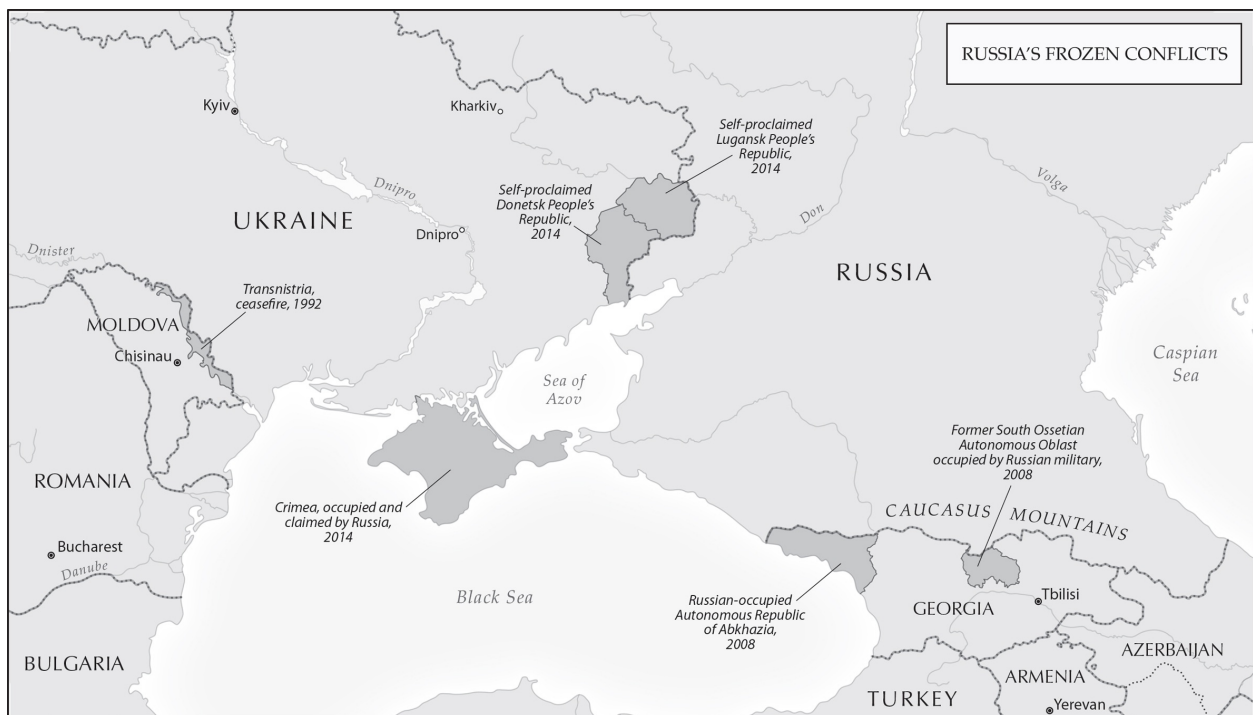 RUSSIA'S FROZEN CONFLICTS
Kyiv
Kharkiv
Self-proclaimed
Lugansk People's
Republic,
2014
Self-proclaimed
Donetsk People's
Republic,
2014
Dnipro
Volga
Don
UKRAINE
Dnipro
Dnister
RUSSIA
Transnistria,
ceasefire, 1992
MOLDOVA
Chisinau
Caspian
Sea
Sea of
Azov
Former South Ossetian
Autonomous Oblast
occupied by Russian military,
2008
ROMANIA
Crimea, occupied and
claimed by Russia,
2014
CAUCASUS MOUNTAINS
Bucharest
Danube
Black Sea
Russian-occupied
Autonomous Republic
of Abkhazia,
2008
GEORGIA
Tbilisi
BULGARIA
AZERBAIJAN
ARMENIA
TURKEY
Yerevan